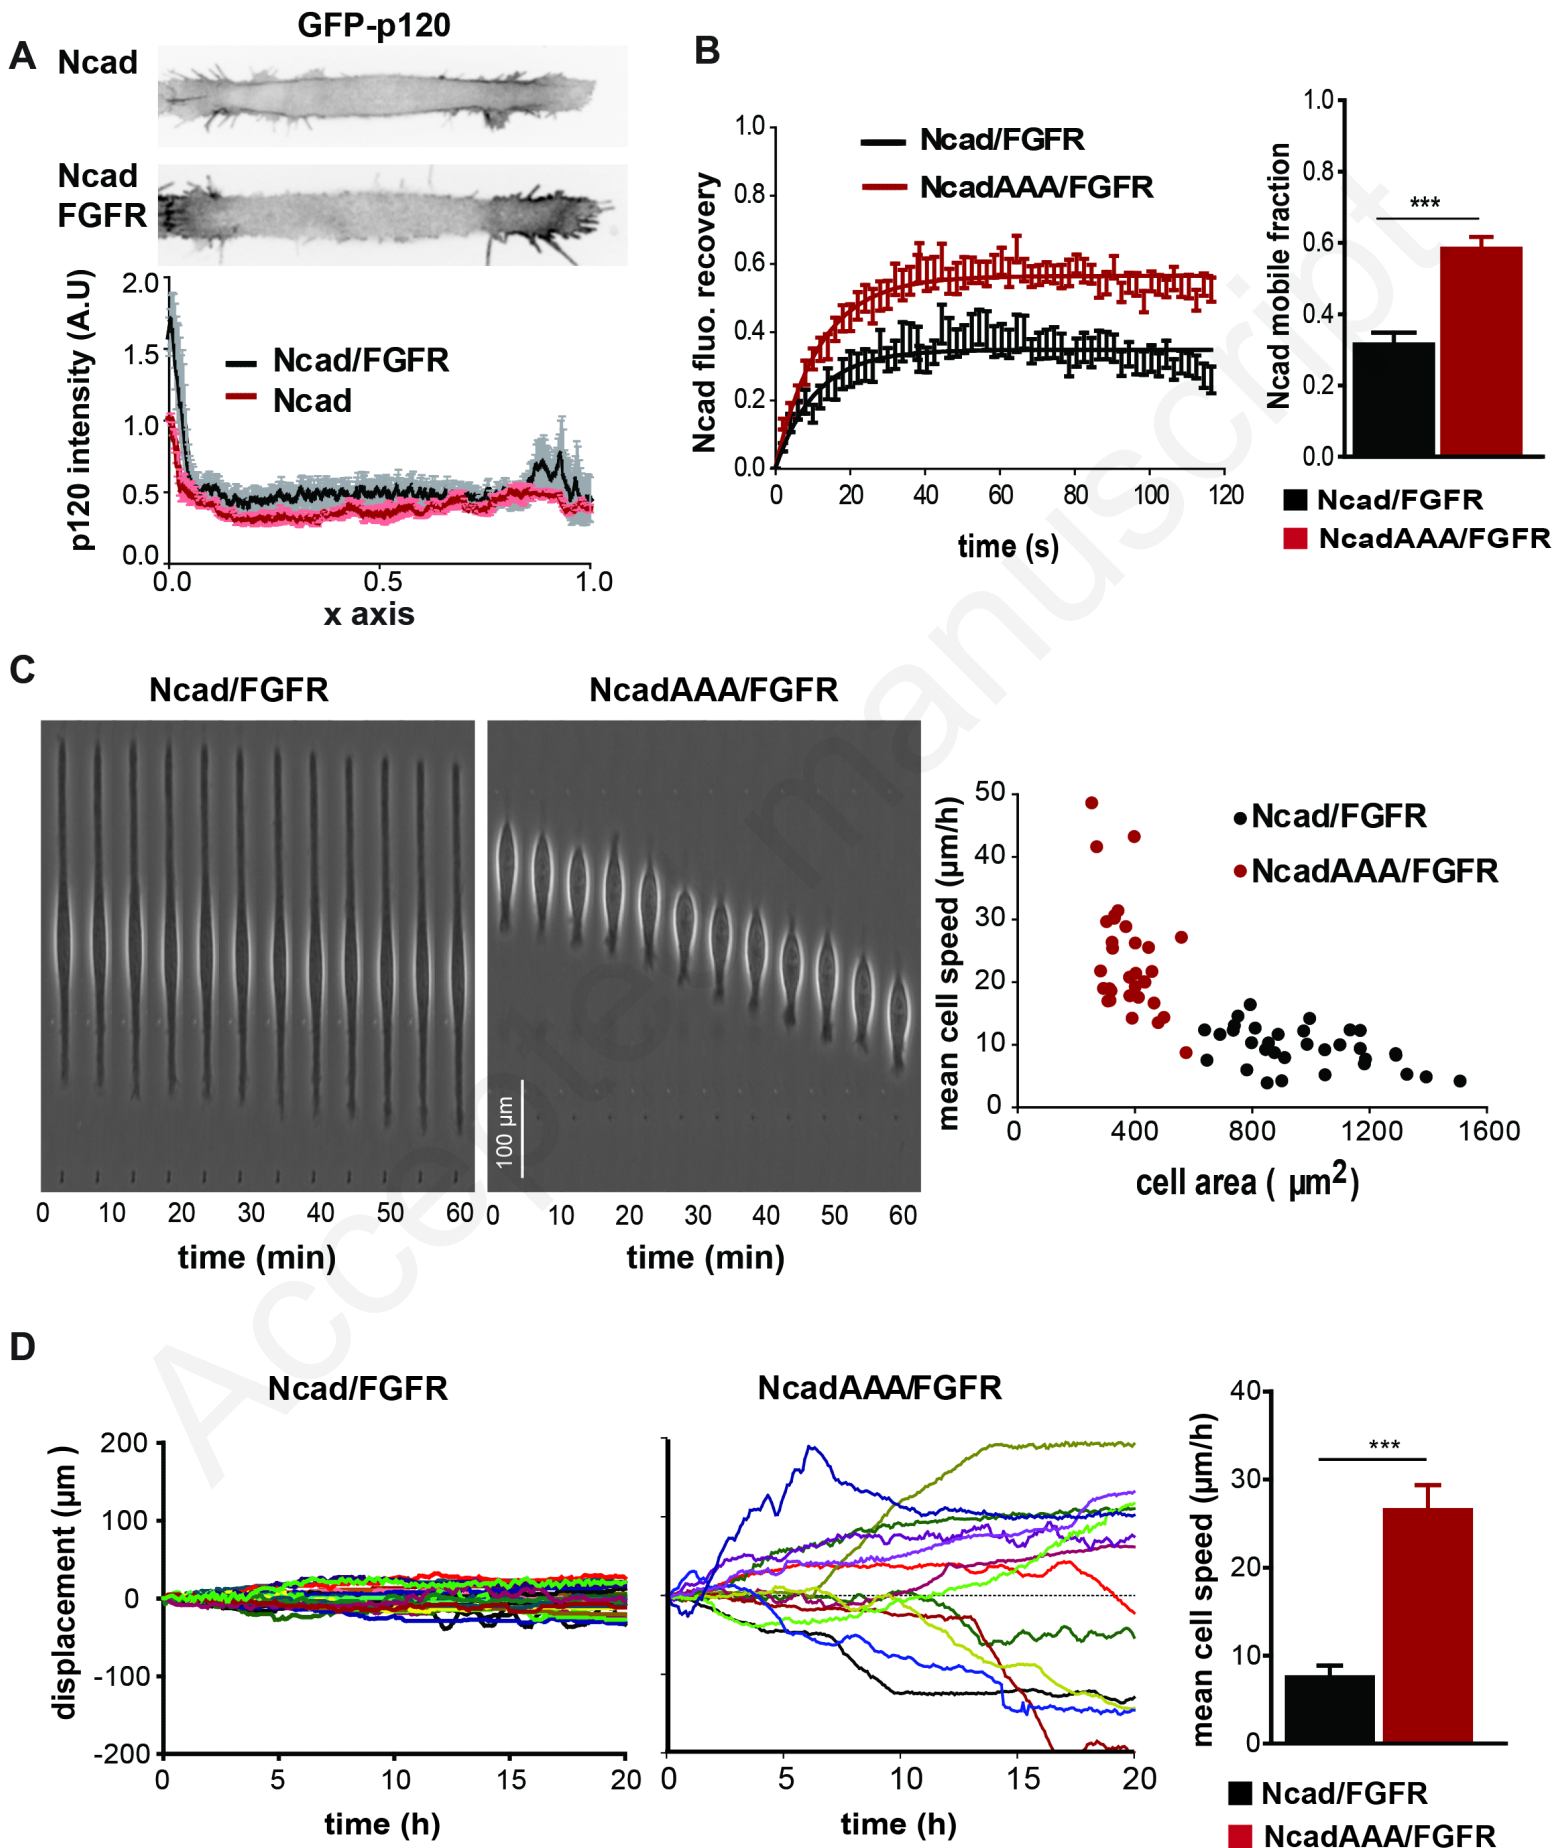 A
GFP-p120
Ncad
Ncad
FGFR
p120 intensity (A.U)
2.0
1.5
1.0
0.5
0.0
Ncad/FGFR
Ncad
0.0 0.5 1.0
x axis
B
Ncad fluo. recovery
1.0
0.8
0.6
0.4
0.2
0.0
Ncad/FGFR
NcadAAA/FGFR
0 20 40 60 80 100 120
time (s)
Ncad mobile fraction
1.0
0.8
0.6
0.4
0.2
0.0
***
Ncad/FGFR
NcadAAA/FGFR
C
Ncad/FGFR
NcadAAA/FGFR
100 µm
0 10 20 30 40 50 60
time (min)
0 10 20 30 40 50 60
time (min)
mean cell speed (µm/h)
50
40
30
20
10
0
Ncad/FGFR
NcadAAA/FGFR
0 400 800 1200 1600
cell area ( µm2)
D
Ncad/FGFR
displacement (µm )
200
100
0
-100
-200
0 5 10 15 20
time (h)
NcadAAA/FGFR
0 5 10 15 20
time (h)
mean cell speed (µm/h)
40
30
20
10
0
***
Ncad/FGFR
NcadAAA/FGFR
Accepted manuscript